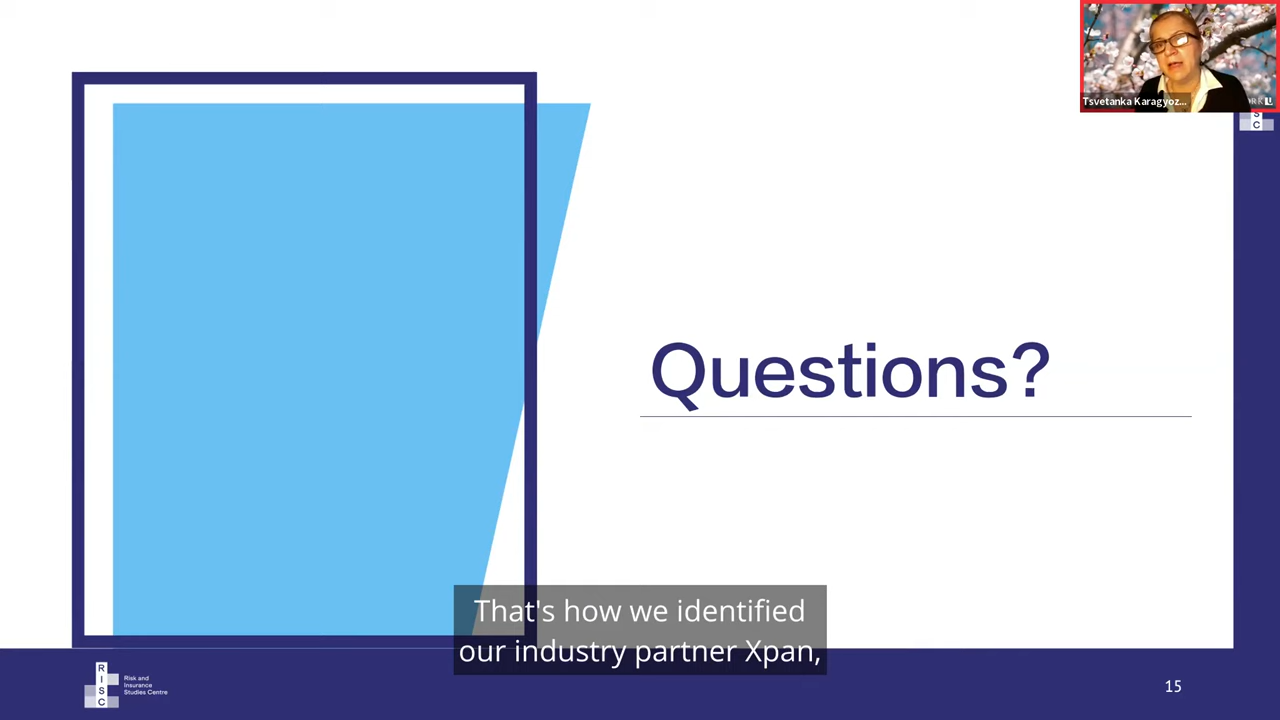 Tsvetanka Karagyoz...
S
C
Questions?
That's how we identified
our industry partner Xpan,
R
I
S
C
Risk and
Insurance
Studies Centre
15